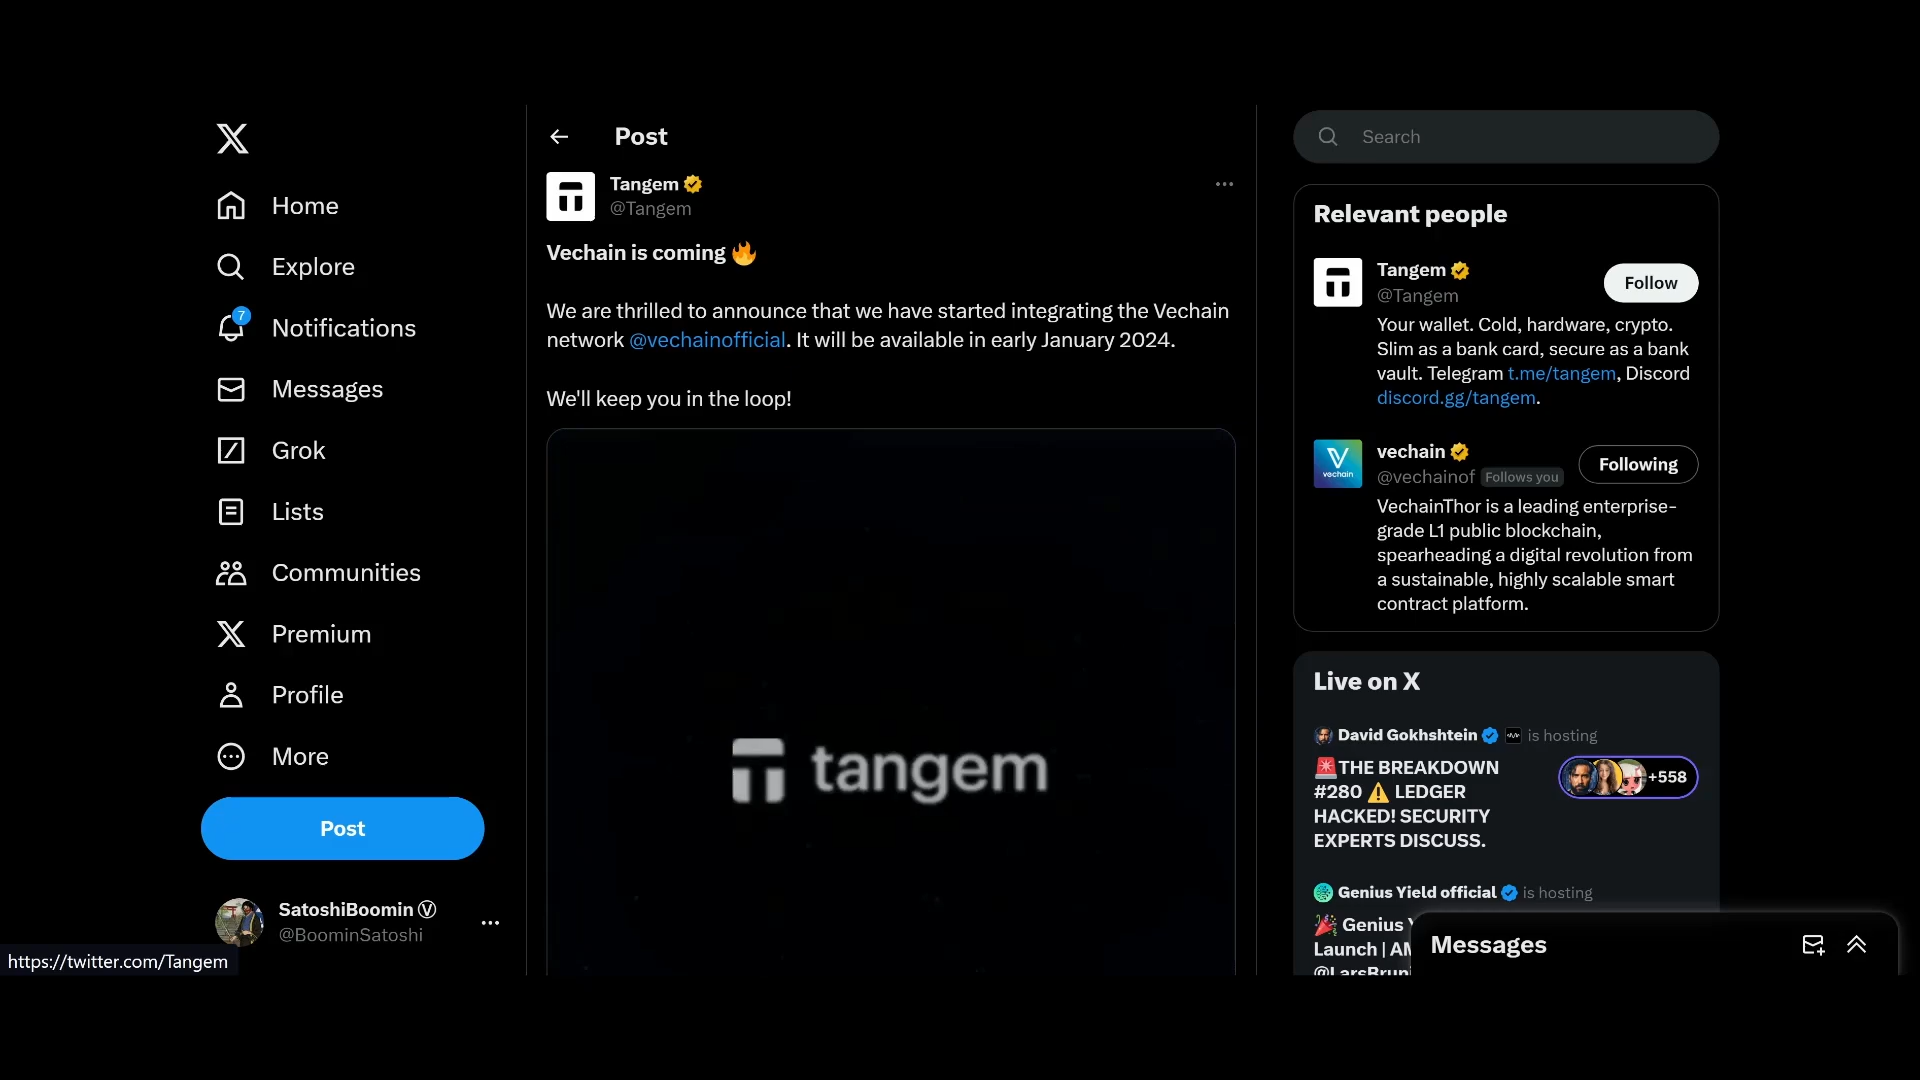 Home
Explore
7
Notifications
Messages
Grok
Lists
Communities
Premium
Profile
More
Post
SatoshiBoomin Ⓥ
@BoominSatoshi
https://twitter.com/Tangem
Post
Tangem
@Tangem
Vechain is coming 🔥
We are thrilled to announce that we have started integrating the Vechain
network @vechainofficial. It will be available in early January 2024.
We'll keep you in the loop!
tangem
Search
Relevant people
Tangem
@Tangem
Follow
Your wallet. Cold, hardware, crypto.
Slim as a bank card, secure as a bank
vault. Telegram t.me/tangem, Discord
discord.gg/tangem.
vechain
vechain
@vechainof Follows you
Following
VechainThor is a leading enterprise-
grade L1 public blockchain,
spearheading a digital revolution from
a sustainable, highly scalable smart
contract platform.
Live on X
David Gokhshtein is hosting
🚨THE BREAKDOWN
#280 ⚠️ LEDGER
HACKED! SECURITY
EXPERTS DISCUSS.
+558
Genius Yield official is hosting
🎉 Genius
Launch |
Messages